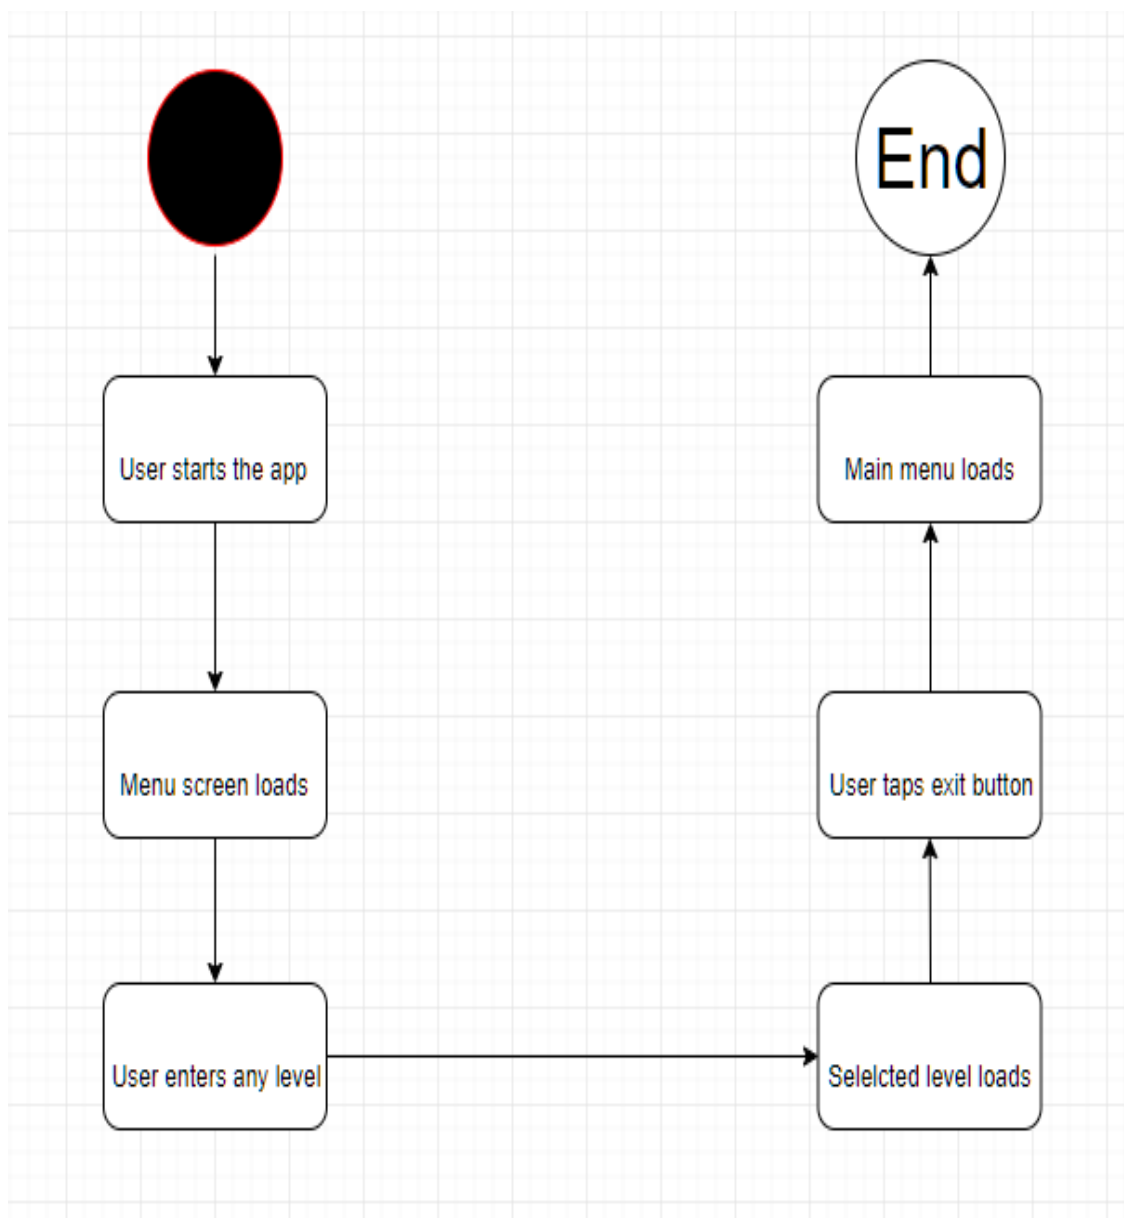 End
User starts the app
Main menu loads
Menu screen loads
User taps exit button
User enters any level
Selelcted level loads